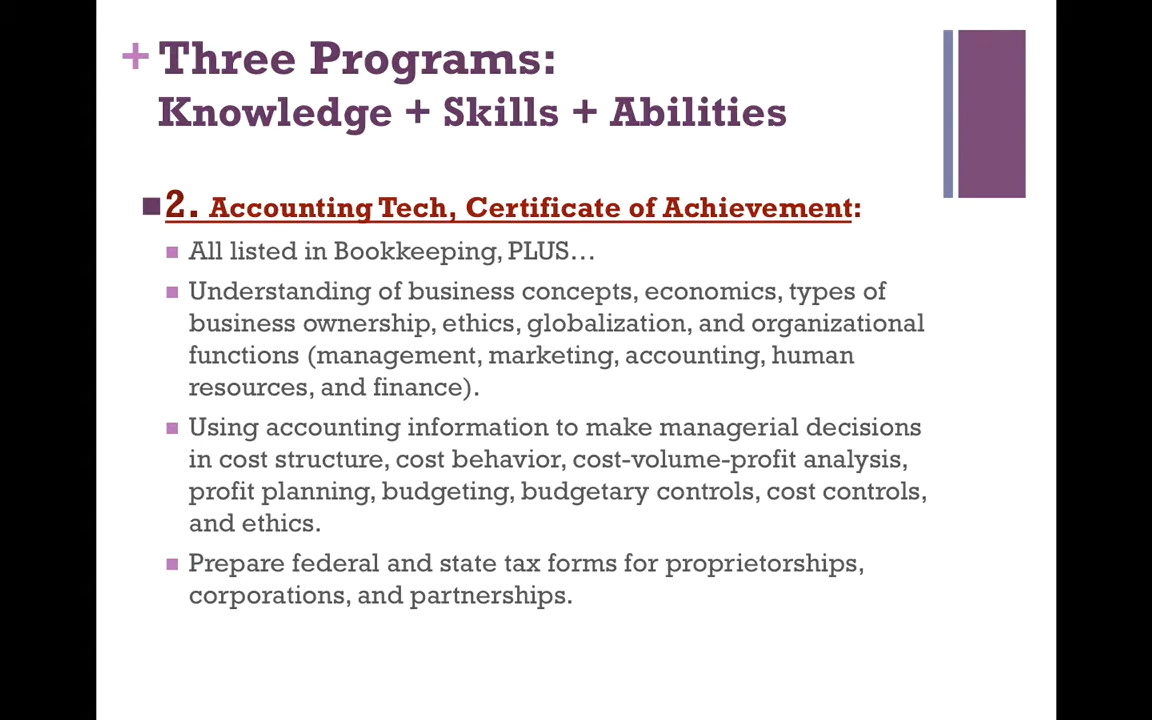 + Three Programs:
Knowledge + Skills + Abilities
2. Accounting Tech, Certificate of Achievement:
All listed in Bookkeeping, PLUS…
Understanding of business concepts, economics, types of
business ownership, ethics, globalization, and organizational
functions (management, marketing, accounting, human
resources, and finance).
Using accounting information to make managerial decisions
in cost structure, cost behavior, cost-volume-profit analysis,
profit planning, budgeting, budgetary controls, cost controls,
and ethics.
Prepare federal and state tax forms for proprietorships,
corporations, and partnerships.